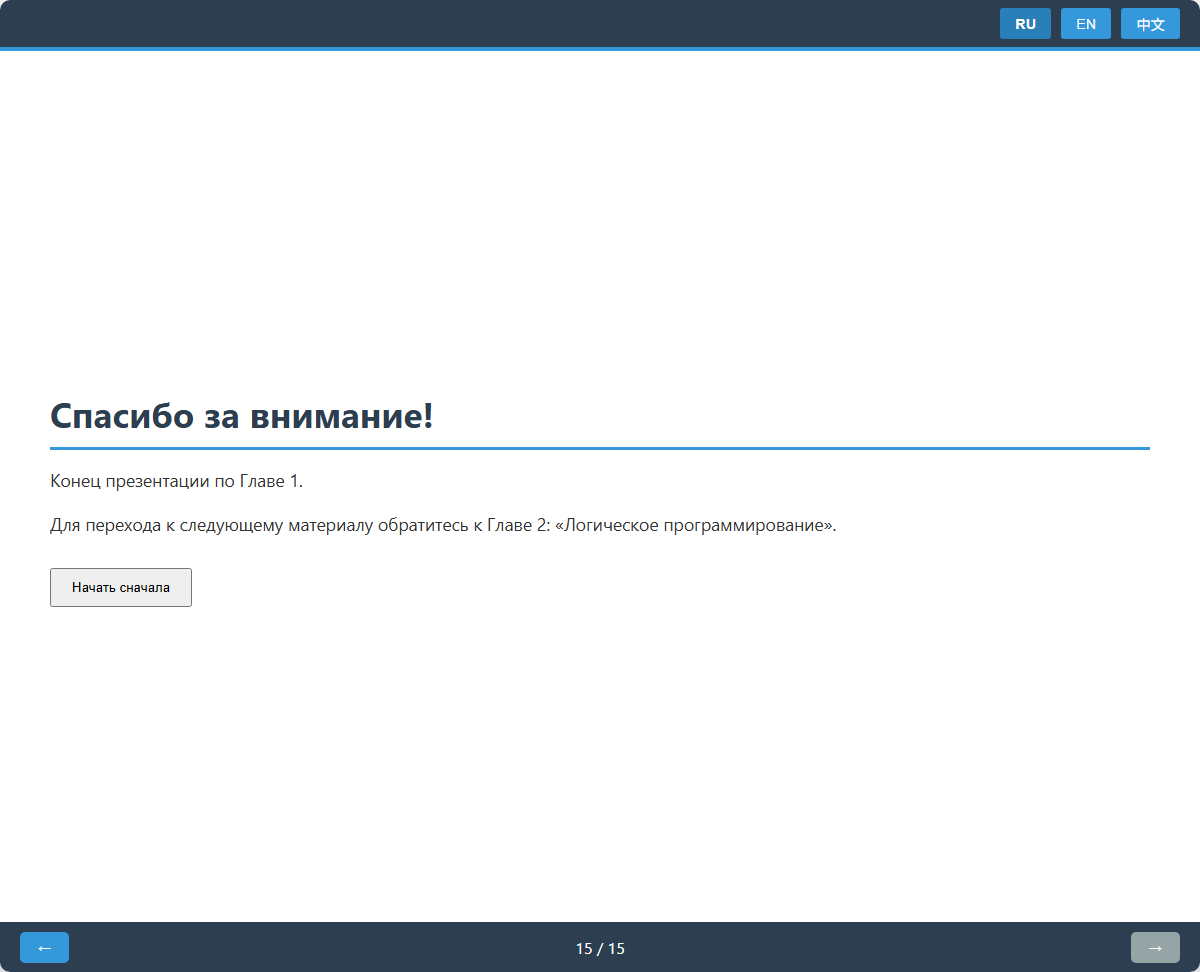 RU EN 中文
Спасибо за внимание!
Конец презентации по Главе 1.
Для перехода к следующему материалу обратитесь к Главе 2: «Логическое программирование».
Начать сначала
← 15 / 15 →